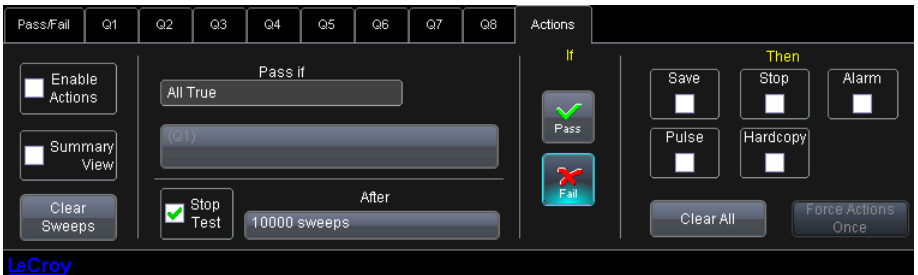 Pass/Fail Q1 Q2 Q3 Q4 Q5 Q6 Q7 Q8 Actions
Enable
Actions
Summary
View
Clear
Sweeps
Pass if
All True
(Q1)
Stop
Test
After
10000 sweeps
If
Pass
Fail
Then
Save
Stop
Alarm
Pulse
Hardcopy
Clear All
Force Actions
Once
LeCroy